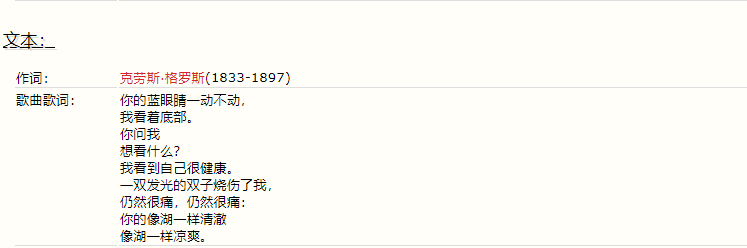 文本:_
作词:
克劳斯·格罗斯(1833-1897)
歌曲歌词:
你的蓝眼睛一动不动,
我看着底部。
你问我
想看什么?
我看到自己很健康。
一双发光的双子烧伤了我,
仍然很痛, 仍然很痛:
你的像湖一样清澈
像湖一样凉爽。